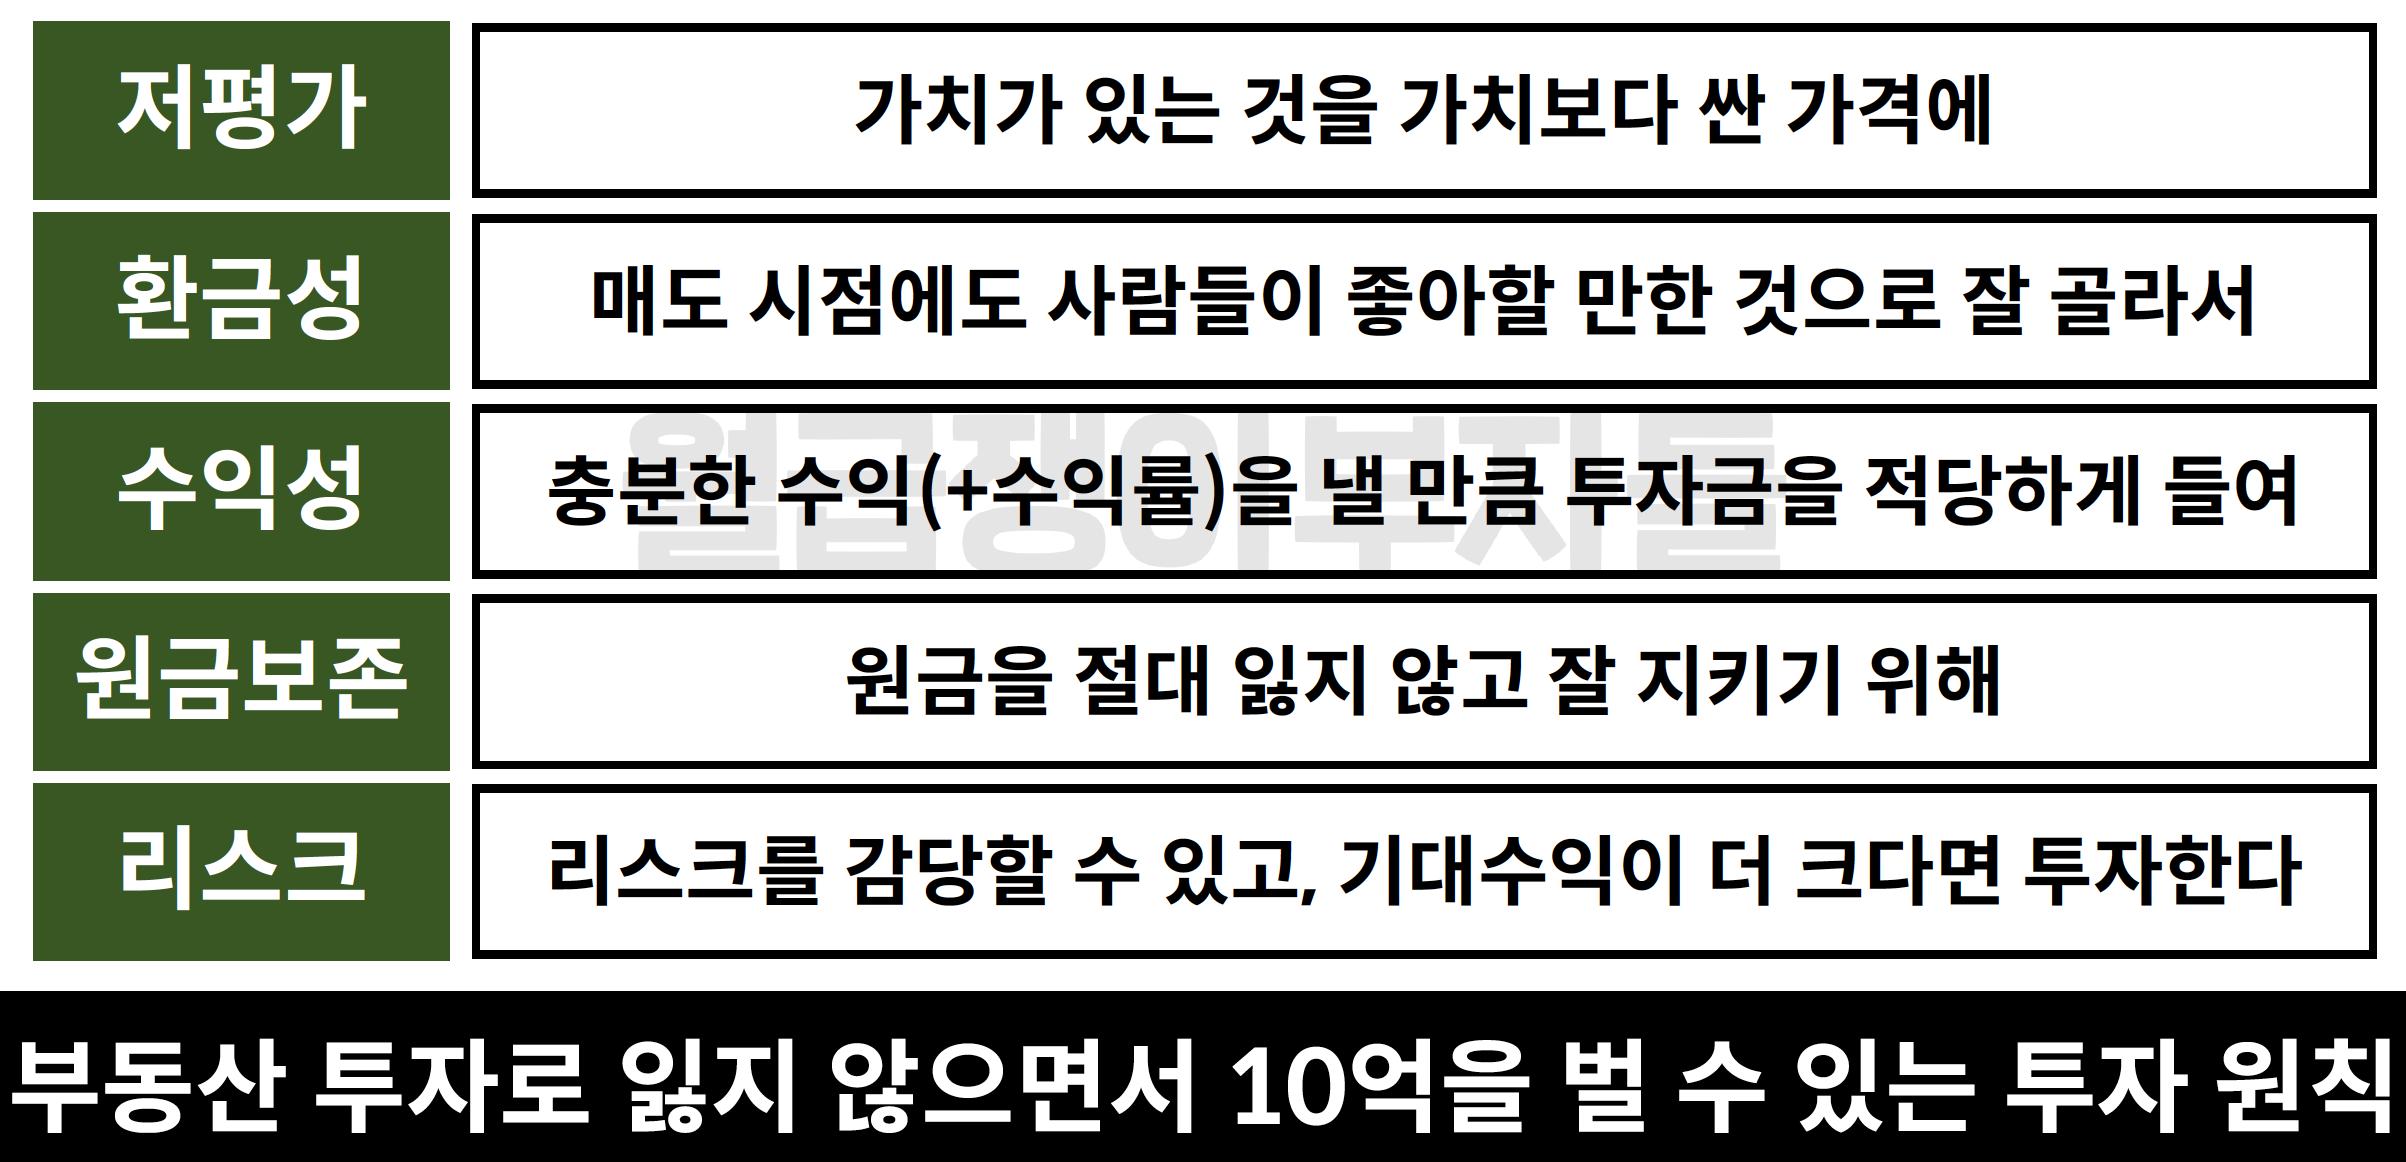 저평가
가치가 있는 것을 가치보다 싼 가격에
환금성
매도 시점에도 사람들이 좋아할 만한 것으로 잘 골라서
수익성
충분한 수익(+수익률)을 낼 만큼 투자금을 적당하게 들여
월급쟁이부자들
원금보존
원금을 절대 잃지 않고 잘 지키기 위해
리스크
리스크를 감당할 수 있고, 기대수익이 더 크다면 투자한다
부동산 투자로 잃지 않으면서 10억을 벌 수 있는 투자 원칙